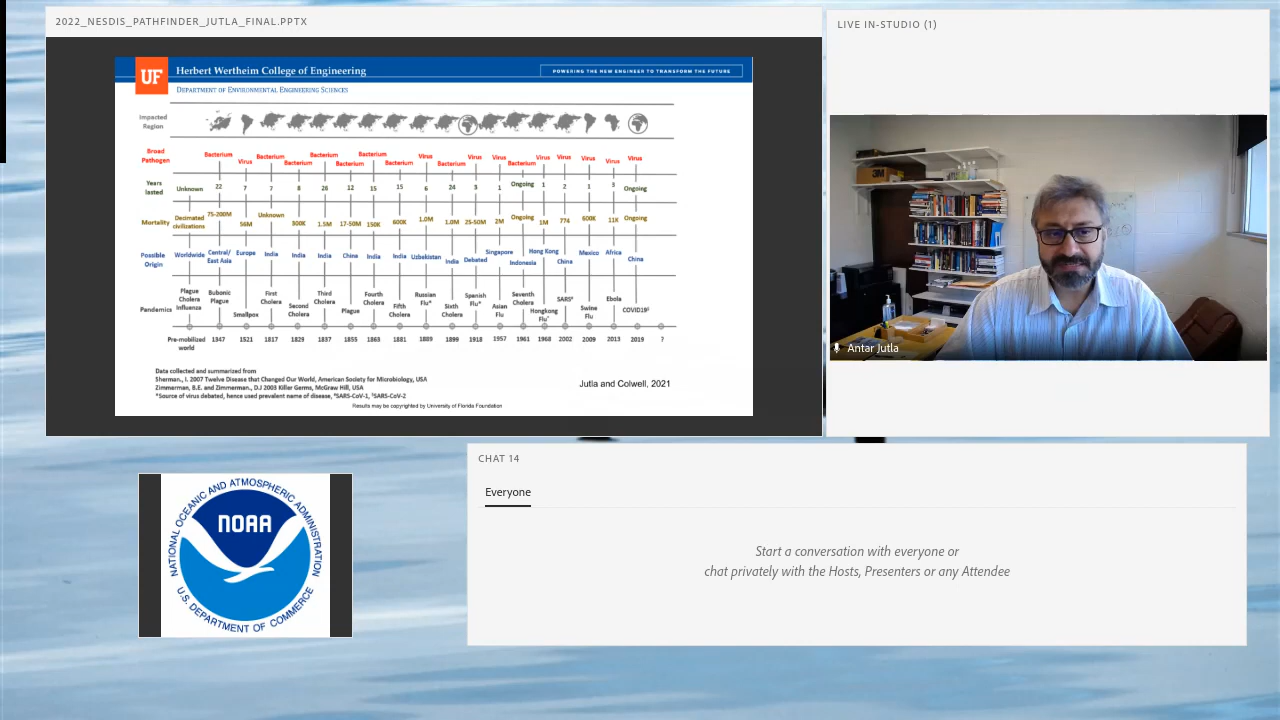 2022_NESDIS_PATHFINDER_JUTLA_FINAL.PPTX
UF Herbert Wertheim College of Engineering
POWERING THE NEW ENGINEER TO TRANSFORM THE FUTURE
DEPARTMENT OF ENVIRONMENTAL ENGINEERING SCIENCES
Impacted Region
Broad Pathogen Bacterium Virus Bacterium Bacterium Bacterium Bacterium Bacterium Bacterium Virus Bacterium Virus Virus Bacterium Virus Virus Virus Virus Virus
Years lasted Unknown 22 7 7 8 26 12 15 15 6 24 3 1 Ongoing 1 2 1 3 Ongoing
Mortality Decimated civilizations 75-200M 56M Unknown 300K 1.5M 17-50M 150K 600K 1.0M 1.0M 25-50M 2M Ongoing 1M 774 600K 11K Ongoing
Possible Origin Worldwide Central/ East Asia Europe India India India China India India Uzbekistan India Debated Singapore Indonesia Hong Kong China Mexico Africa China
Pandemics Plague Cholera Influenza Bubonic Plague Smallpox First Cholera Second Cholera Third Cholera Plague Fourth Cholera Fifth Cholera Russian Flu* Sixth Cholera Spanish Flu* Asian Flu Seventh Cholera Hongkong Flu* SARS Swine Flu Ebola COVID19
Pre-mobilized world 1347 1521 1817 1829 1837 1855 1863 1881 1889 1899 1918 1957 1961 1968 2002 2009 2013 2019 ?
Data collected and summarized from
Sherman., I. 2007 Twelve Disease that Changed Our World, American Society for Microbiology, USA
Zimmerman, B.E. and Zimmerman., D.J 2003 Killer Germs, McGraw Hill, USA
*Source of virus debated, hence used prevalent name of disease, SARS-CoV-1, SARS-CoV-2
Jutla and Colwell, 2021
Results may be copyrighted by University of Florida Foundation
LIVE IN-STUDIO (1)
3M
Antar Jutla
NATIONAL OCEANIC AND ATMOSPHERIC ADMINISTRATION
NOAA
U.S. DEPARTMENT OF COMMERCE
CHAT 14
Everyone
Start a conversation with everyone or
chat privately with the Hosts, Presenters or any Attendee